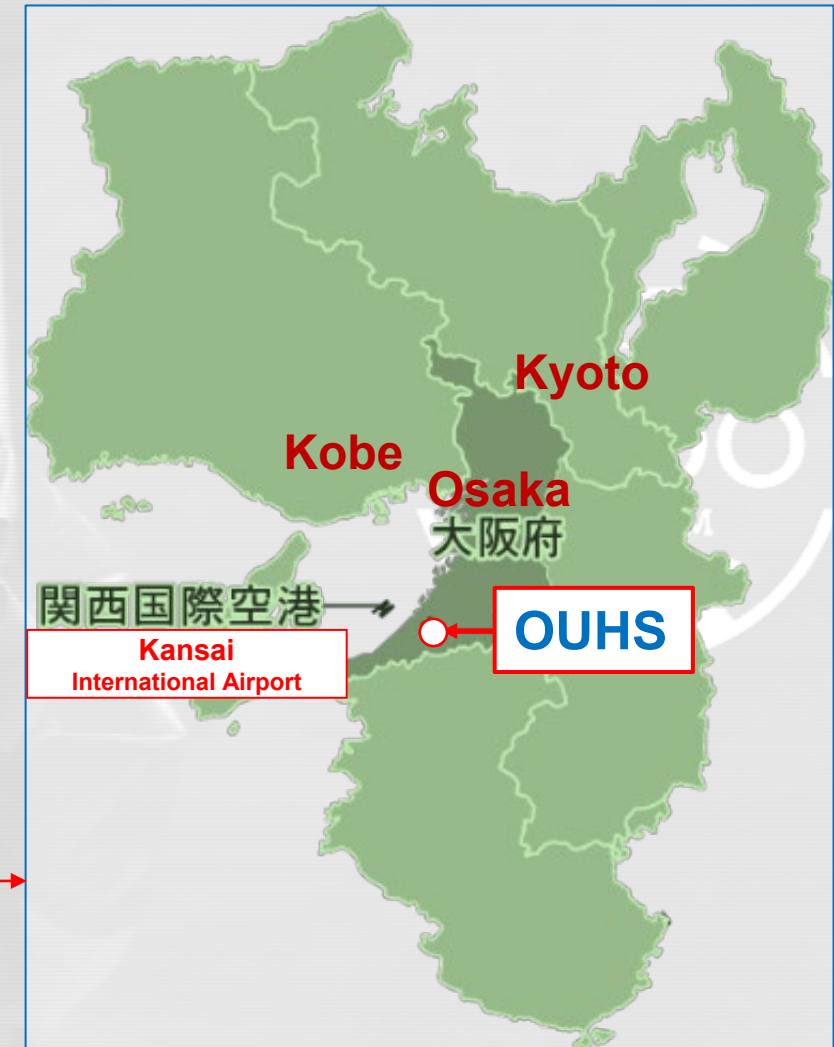 Kyoto
Kobe
Osaka
大阪府
関西国際空港
OUHS
Kansai
International Airport